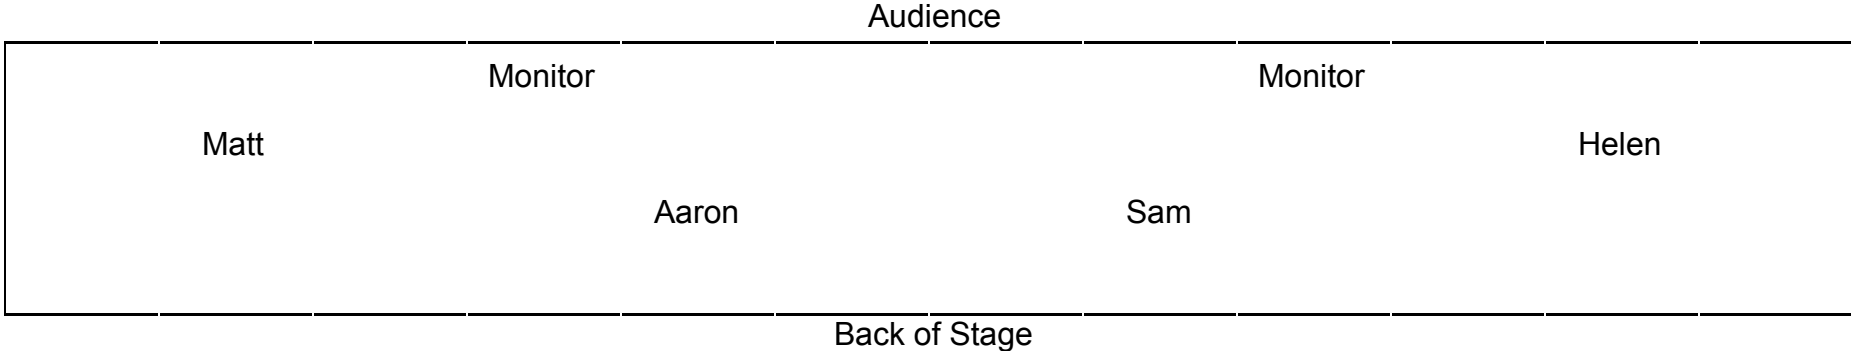 Audience
Monitor Monitor
Matt Helen
Aaron Sam
Back of Stage